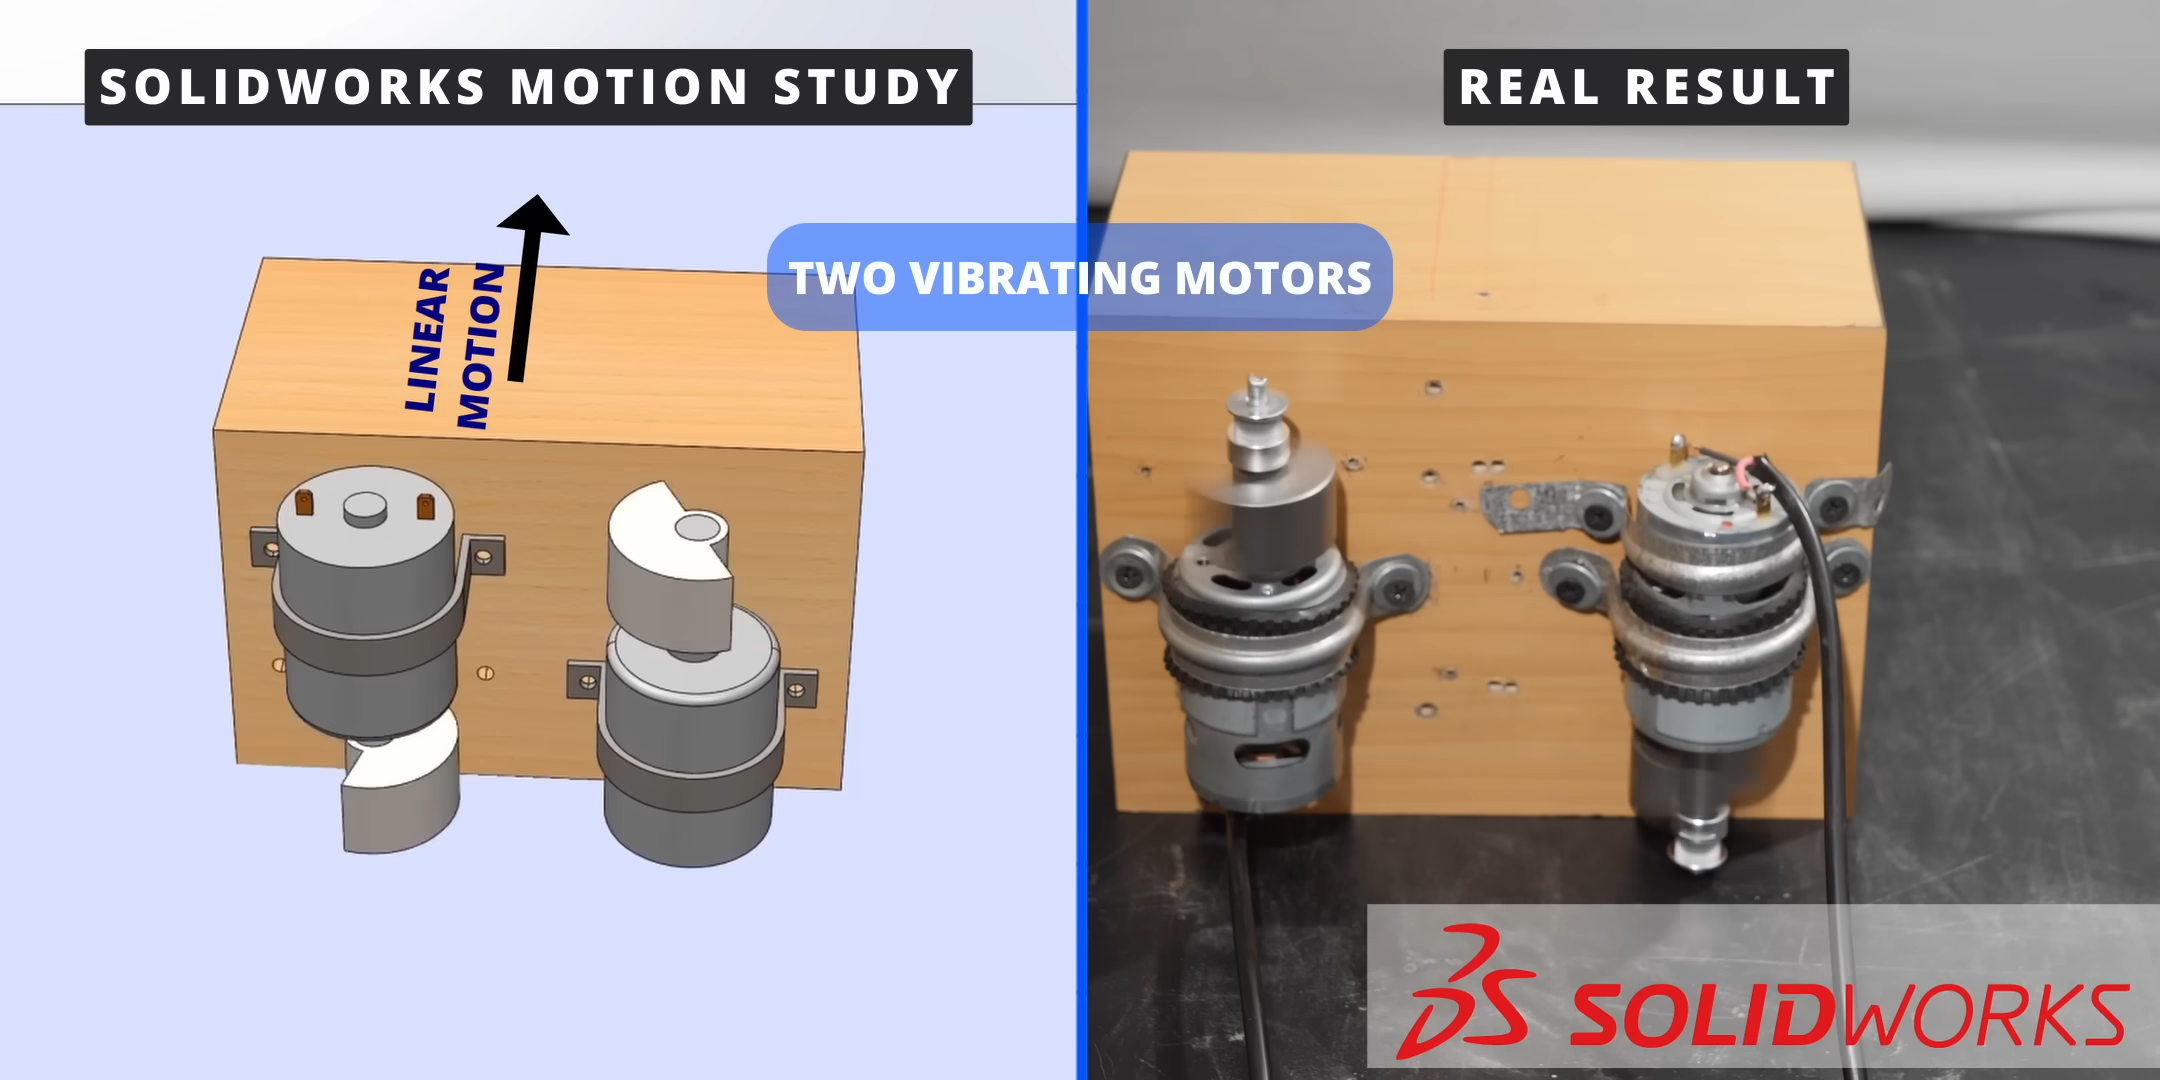 SOLIDWORKS MOTION STUDY
REAL RESULT
TWO VIBRATING MOTORS
LINEAR
MOTION
SOLIDWORKS